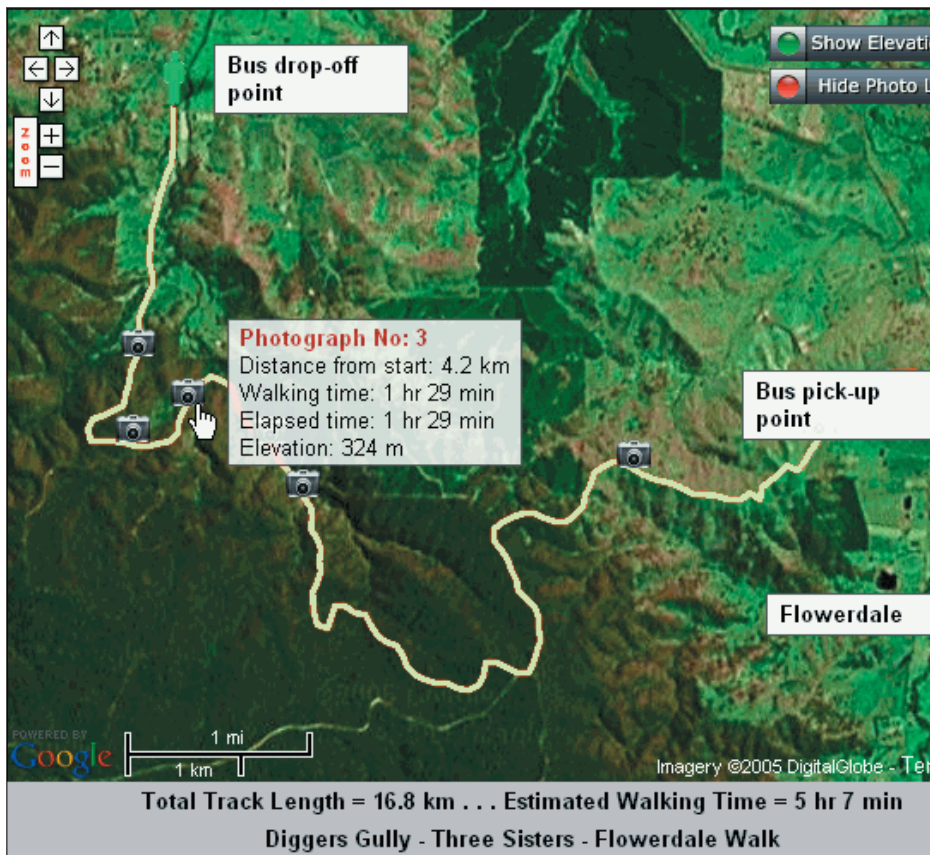 Bus drop-off
point
Show Elevati
Hide Photo L
zoom
Photograph No: 3
Distance from start: 4.2 km
Walking time: 1 hr 29 min
Elapsed time: 1 hr 29 min
Elevation: 324 m
Bus pick-up
point
Flowerdale
POWERED BY
Google
1 mi
1 km
Imagery ©2005 DigitalGlobe - Ter
Total Track Length = 16.8 km . . . Estimated Walking Time = 5 hr 7 min
Diggers Gully - Three Sisters - Flowerdale Walk